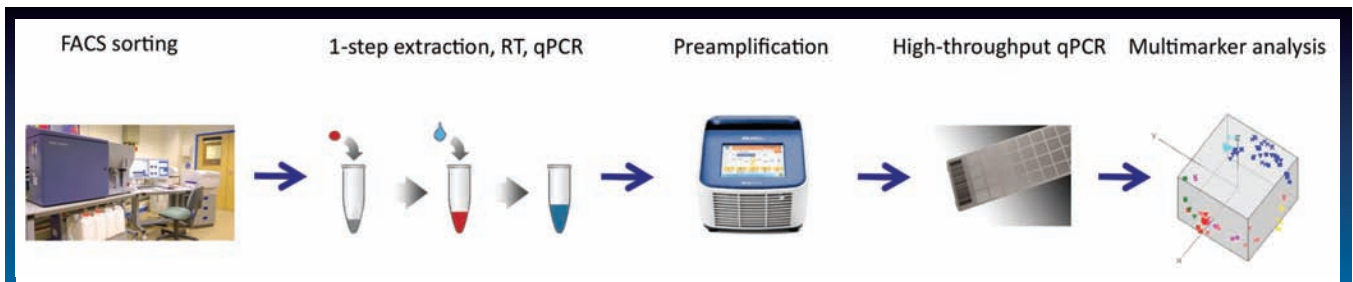 FACS sorting
1-step extraction, RT, qPCR
Preamplification
High-throughput qPCR
Multimarker analysis
Y
Z
X